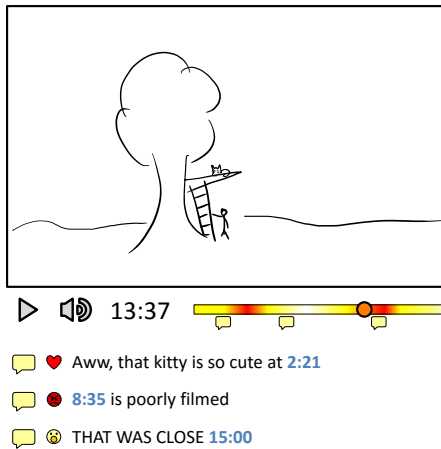 13:37
Aww, that kitty is so cute at 2:21
8:35 is poorly filmed
THAT WAS CLOSE 15:00